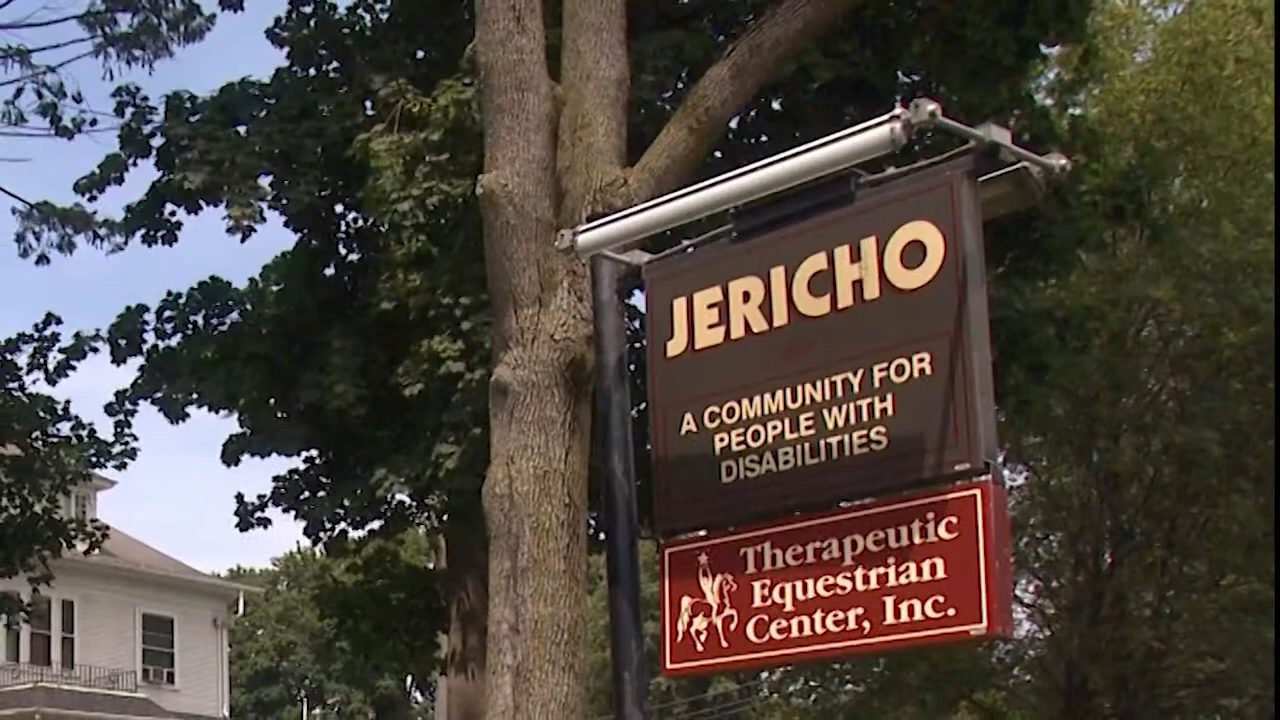 JERICHO
A COMMUNITY FOR
PEOPLE WITH
DISABILITIES
Therapeutic
Equestrian
Center, Inc.